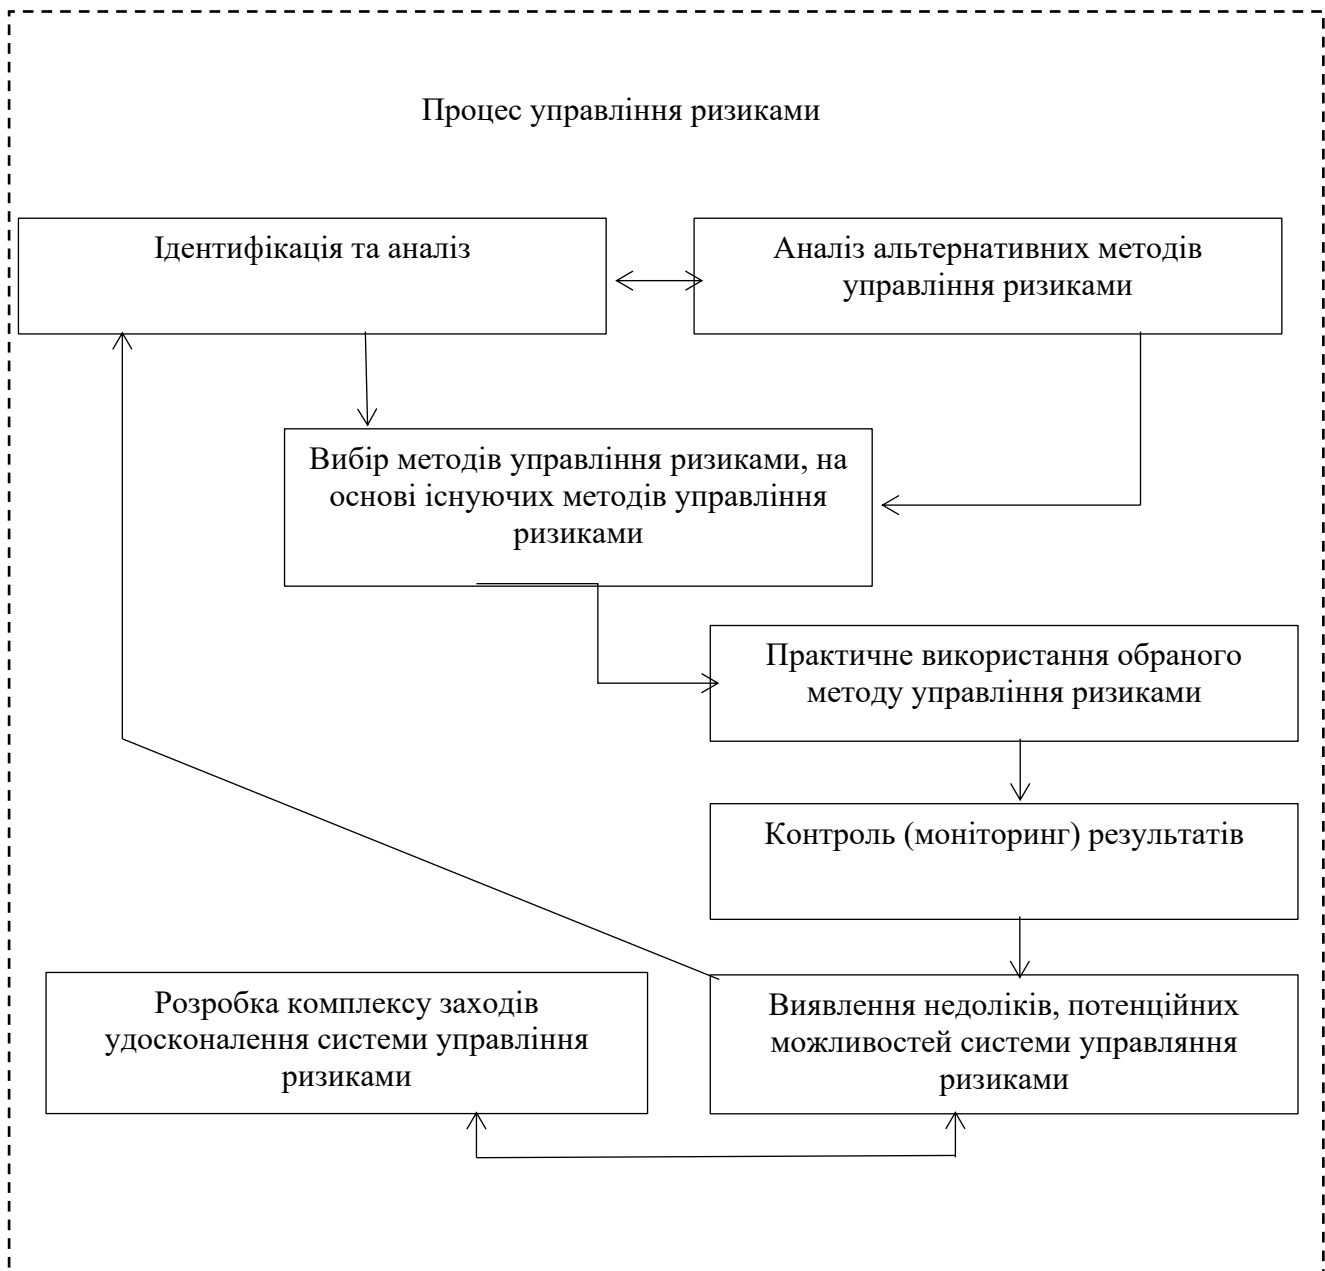 Процес управління ризиками
Ідентифікація та аналіз
Аналіз альтернативних методів
управління ризиками
Вибір методів управління ризиками, на
основі існуючих методів управління
ризиками
Практичне використання обраного
методу управління ризиками
Контроль (моніторинг) результатів
Розробка комплексу заходів
удосконалення системи управління
ризиками
Виявлення недоліків, потенційних
можливостей системи управляння
ризиками